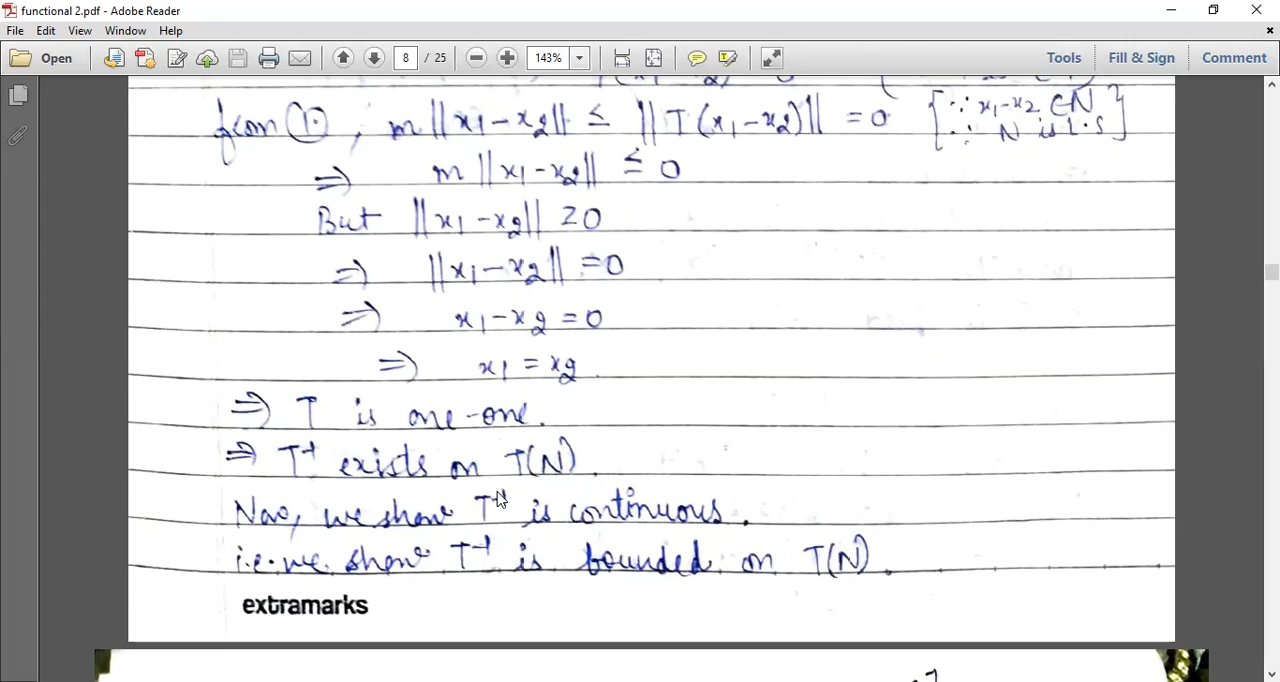 functional 2.pdf - Adobe Reader
File Edit View Window Help
Open 8 / 25 143% Tools Fill & Sign Comment
from (1), m ||x1 - x2|| ≤ ||T(x1 - x2)|| = 0 {∵ x1 - x2 ∈ N
∵ N is L.S}
⇒ m ||x1 - x2|| ≤ 0
But ||x1 - x2|| ≥ 0
⇒ ||x1 - x2|| = 0
⇒ x1 - x2 = 0
⇒ x1 = x2.
⇒ T is one-one.
⇒ T⁻¹ exists on T(N).
Now, we show T⁻¹ is continuous.
i.e. we show T⁻¹ is bounded on T(N).
extramarks